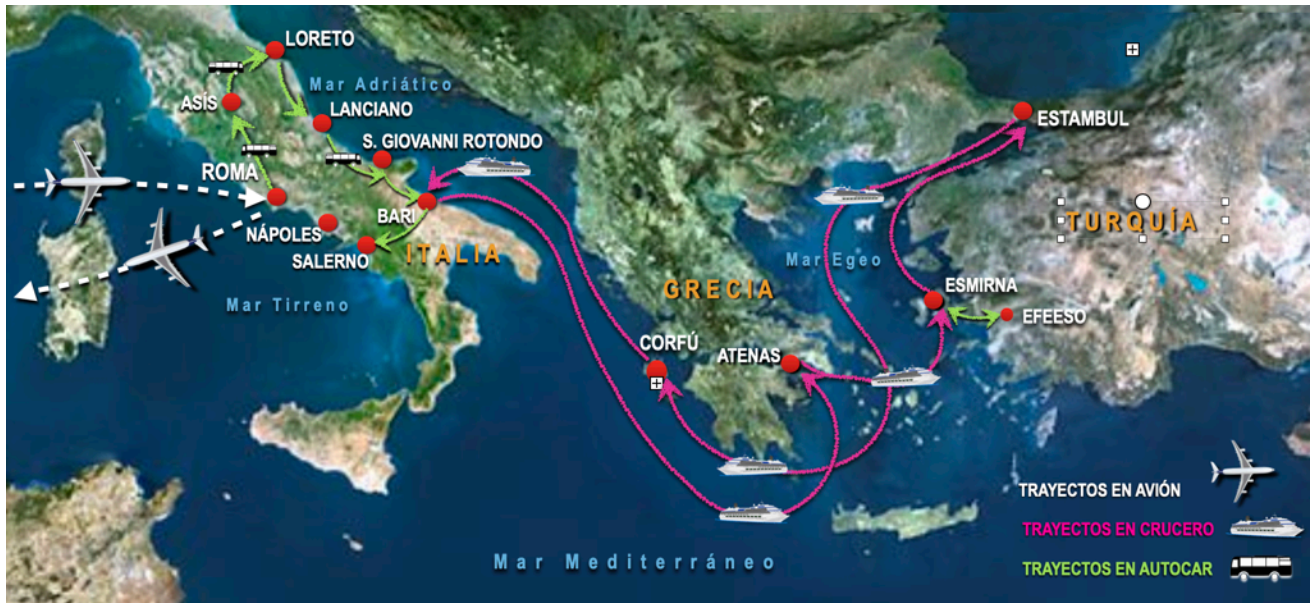 LORETO
Mar Adriático
ASÍS
LANCIANO
S. GIOVANNI ROTONDO
ESTAMBUL
ROMA
BARI
TURQUÍA
NÁPOLES
ITALIA
SALERNO
Mar Egeo
GRECIA
Mar Tirreno
ESMIRNA
EFEESO
CORFÚ
ATENAS
TRAYECTOS EN AVIÓN
TRAYECTOS EN CRUCERO
Mar Mediterráneo
TRAYECTOS EN AUTOCAR